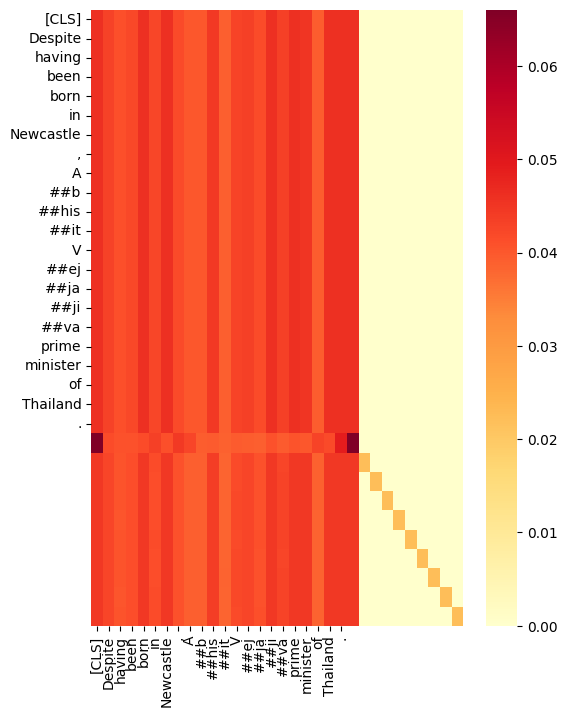 [CLS]
Despite
having
been
born
in
Newcastle
,
A
##b
##his
##it
V
##ej
##ja
##ji
##va
prime
minister
of
Thailand
.
0.06
0.05
0.04
0.03
0.02
0.01
0.00
[CLS]
Despite
having
been
born
in
Newcastle
,
A
##b
##his
##it
V
##ej
##ja
##ji
##va
prime
minister
of
Thailand
.